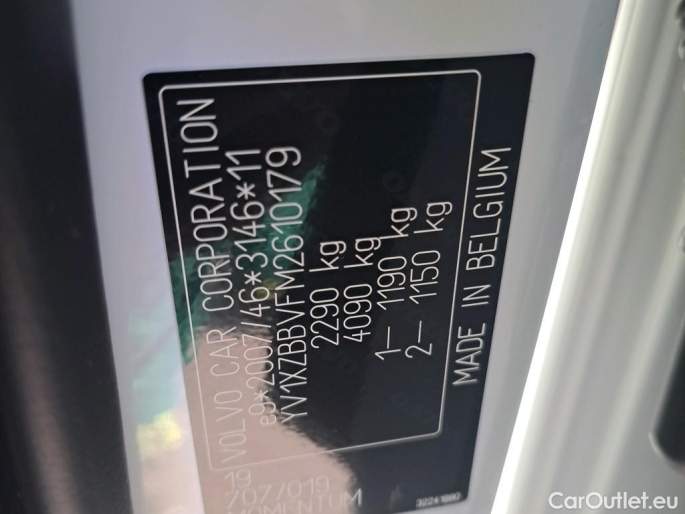 VOLVO CAR CORPORATION
e9*2007/46*3146*11
YV1XZBBVFM2610179
2290 kg
4090 kg
1– 1190 kg
2– 1150 kg
MADE IN BELGIUM
19
707/019
MOMENTUM
CarOutlet.eu